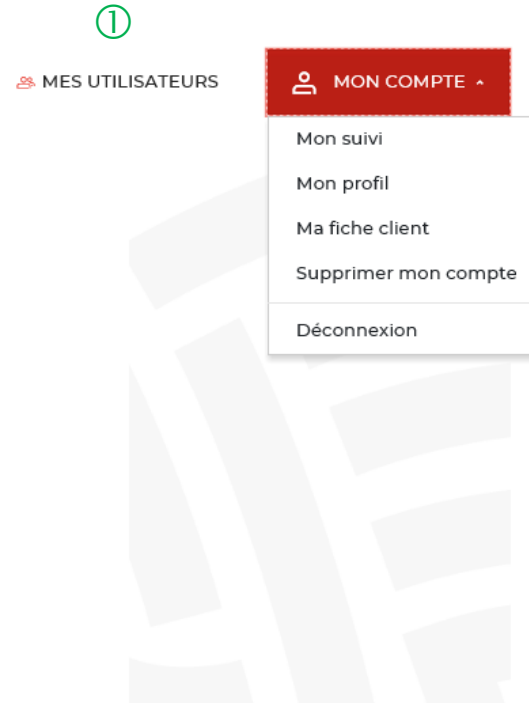 ①
MES UTILISATEURS
MON COMPTE
Mon suivi
Mon profil
Ma fiche client
Supprimer mon compte
Déconnexion